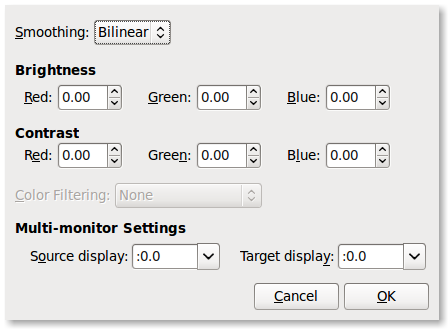 Smoothing: Bilinear
Brightness
Red: 0.00 Green: 0.00 Blue: 0.00
Contrast
Red: 0.00 Green: 0.00 Blue: 0.00
Color Filtering: None
Multi-monitor Settings
Source display: :0.0 Target display: :0.0
Cancel OK